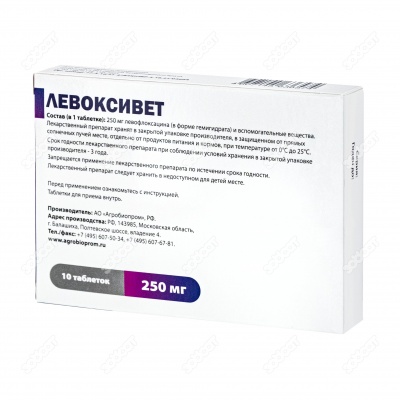 ЛЕВОКСИВЕТ
Состав (в 1 таблетке): 250 мг левофлоксацина (в форме гемигидрата) и вспомогательные вещества.
Лекарственный препарат хранят в закрытой упаковке производителя, в защищенном от прямых
солнечных лучей месте, отдельно от продуктов питания и кормов, при температуре от 0°С до 25°С.
Срок годности лекарственного препарата при соблюдении условий хранения в закрытой упаковке
производителя - 3 года.
Запрещается применение лекарственного препарата по истечении срока годности.
Лекарственный препарат следует хранить в недоступном для детей месте.
Перед применением ознакомьтесь с инструкцией.
Таблетки для приема внутрь.
Производитель: АО «Агробиопром», РФ.
Адрес производства: РФ, 143985, Московская область,
г. Балашиха, Полтевское шоссе, владение 4.
Тел./факс: +7 (495) 607-50-34, +7 (495) 607-67-81.
www.agrobioprom.ru
10 таблеток
250 мг